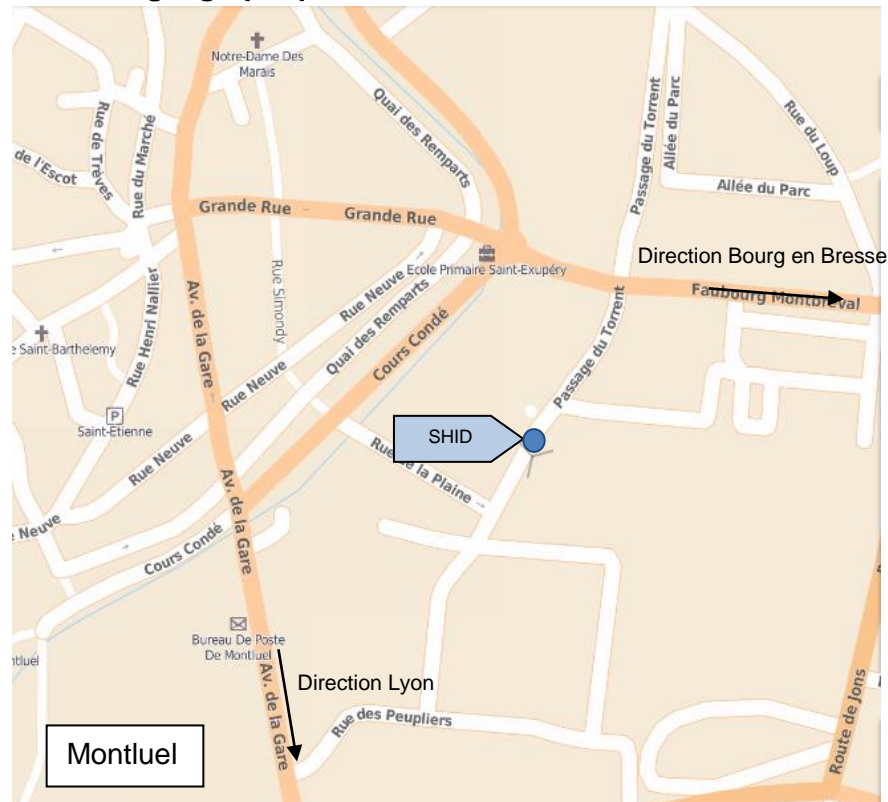 Notre-Dame Des
Marais
Quai des Remparts
Passage du Torrent
Allée du Parc
Rue du Loup
Allée du Parc
Rue de Trèves
Rue du Marché
de l'Escot
Grande Rue
Grande Rue
Direction Bourg en Bresse
Ecole Primaire Saint-Exupéry
Faubourg Montbreval
Rue Simondy
Rue Neuve
Quai des Remparts
Passage du Torrent
Av. de la Gare
Rue Henri Nallier
e Saint-Barthelemy
Cours Condé
Rue Neuve
P
Saint-Etienne
Rue Neuve
SHID
Rue de la Plaine
Av. de la Gare
e Neuve
Cours Condé
Bureau De Poste
De Montluel
ntluel
Direction Lyon
Av. de la Gare
Rue des Peupliers
Route de Jons
Montluel